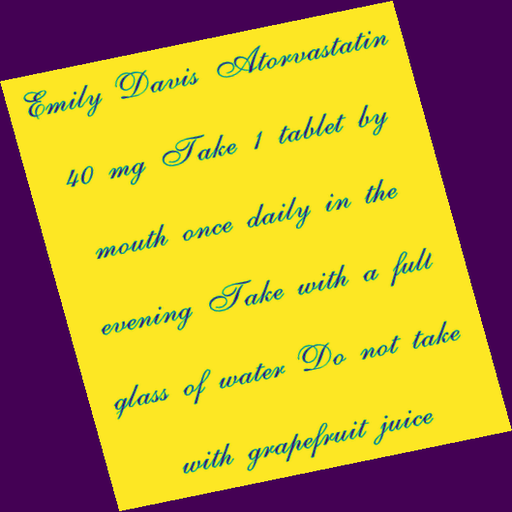 Emily Davis Atorvastatin
40 mg Take 1 tablet by
mouth once daily in the
evening Take with a full
glass of water Do not take
with grapefruit juice